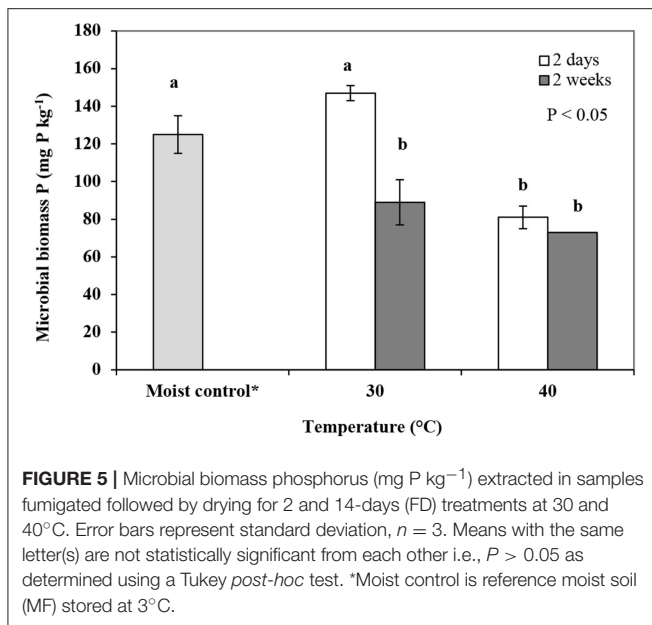 180
160
140
120
100
80
60
40
20
0
Microbial biomass P (mg P kg⁻¹)
a
a
b
b
b
2 days
2 weeks
P < 0.05
Moist control*
30
40
Temperature (°C)
FIGURE 5 | Microbial biomass phosphorus (mg P kg⁻¹) extracted in samples
fumigated followed by drying for 2 and 14-days (FD) treatments at 30 and
40°C. Error bars represent standard deviation, n = 3. Means with the same
letter(s) are not statistically significant from each other i.e., P > 0.05 as
determined using a Tukey post-hoc test. *Moist control is reference moist soil
(MF) stored at 3°C.